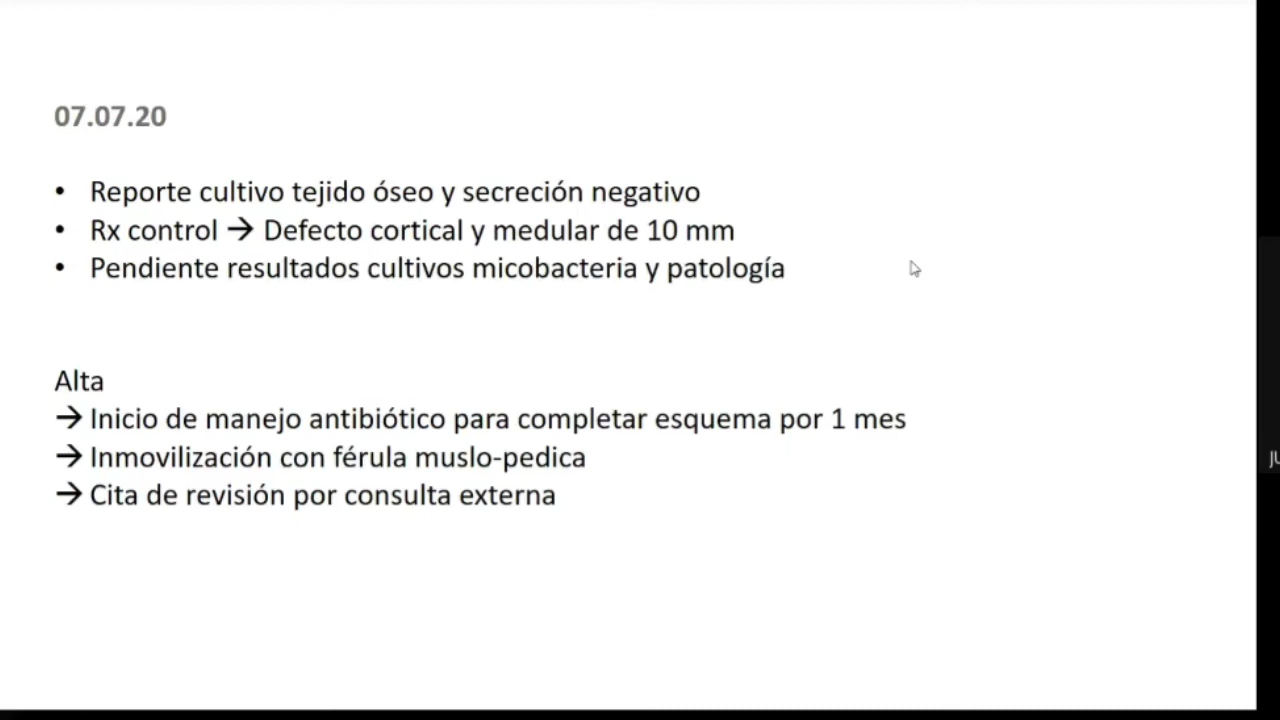 07.07.20
• Reporte cultivo tejido óseo y secreción negativo
• Rx control → Defecto cortical y medular de 10 mm
• Pendiente resultados cultivos micobacteria y patología
Alta
→ Inicio de manejo antibiótico para completar esquema por 1 mes
→ Inmovilización con férula muslo-pedica
→ Cita de revisión por consulta externa